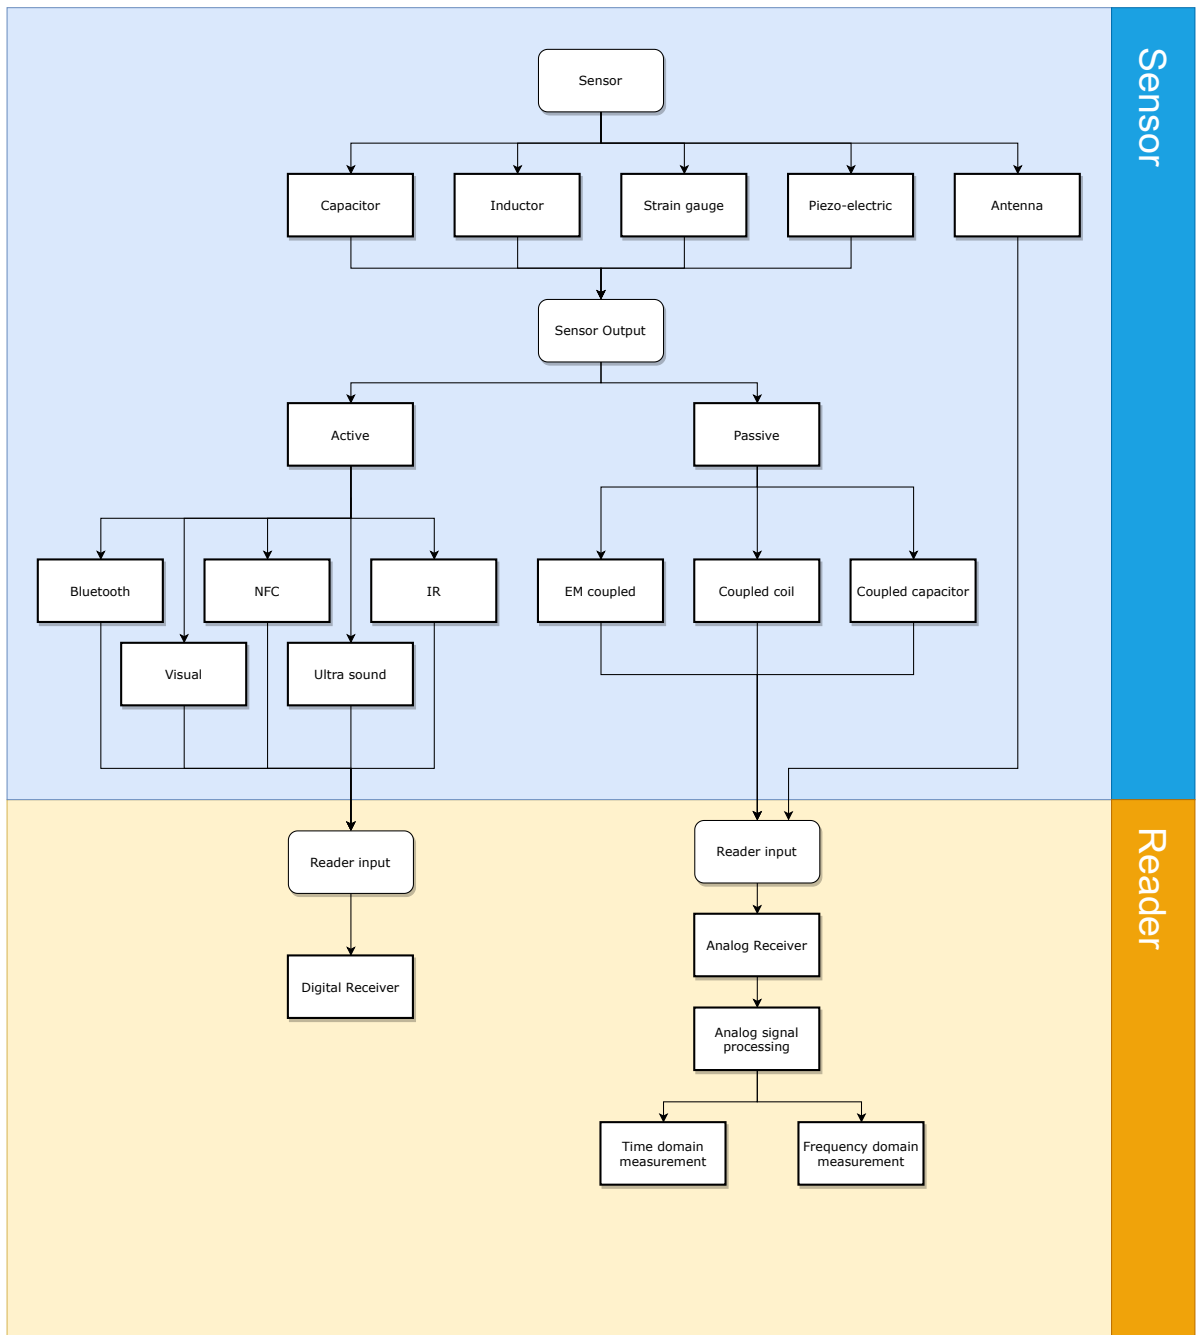 Sensor
Sensor
Capacitor
Inductor
Strain gauge
Piezo-electric
Antenna
Sensor Output
Active
Passive
Bluetooth
NFC
IR
EM coupled
Coupled coil
Coupled capacitor
Visual
Ultra sound
Reader
Reader input
Reader input
Analog Receiver
Digital Receiver
Analog signal
processing
Time domain
measurement
Frequency domain
measurement